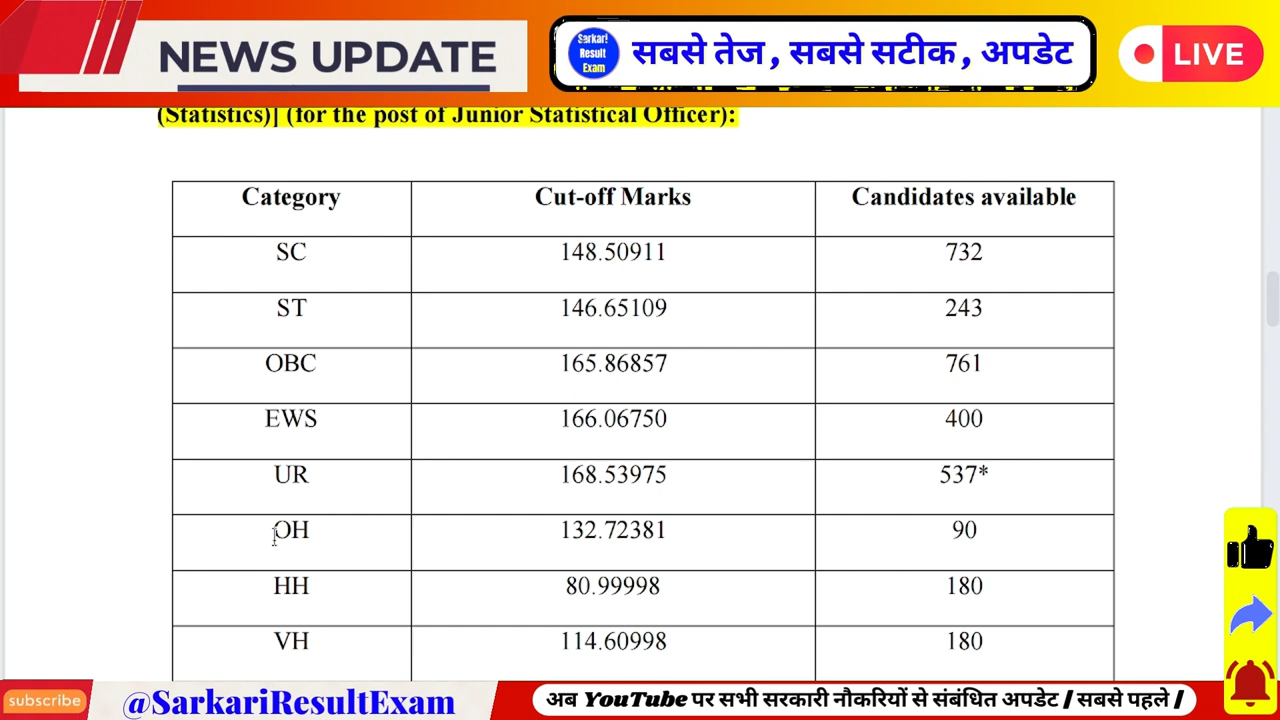 NEWS UPDATE
Sarkari
Result
Exam
सबसे तेज , सबसे सटीक , अपडेट
LIVE
(Statistics)] (for the post of Junior Statistical Officer):
Category Cut-off Marks Candidates available
SC 148.50911 732
ST 146.65109 243
OBC 165.86857 761
EWS 166.06750 400
UR 168.53975 537*
OH 132.72381 90
HH 80.99998 180
VH 114.60998 180
subscribe
@SarkariResultExam
अब YouTube पर सभी सरकारी नौकरियों से संबंधित अपडेट / सबसे पहले /